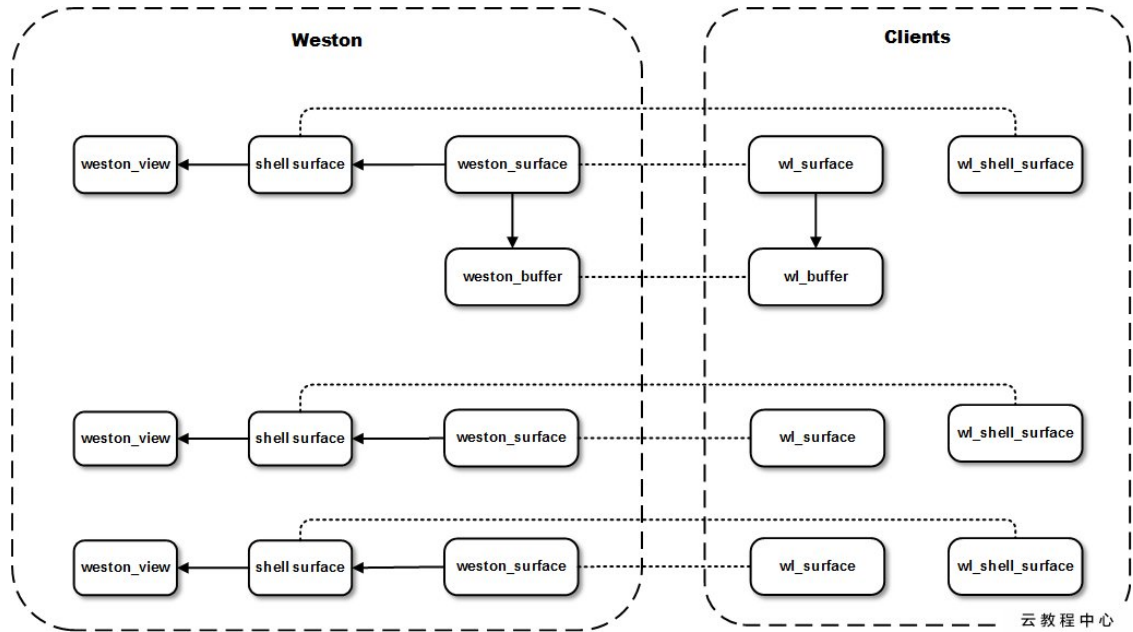 Weston
Clients
weston_view
shell surface
weston_surface
wl_surface
wl_shell_surface
weston_buffer
wl_buffer
weston_view
shell surface
weston_surface
wl_surface
wl_shell_surface
weston_view
shell surface
weston_surface
wl_surface
wl_shell_surface
云教程中心